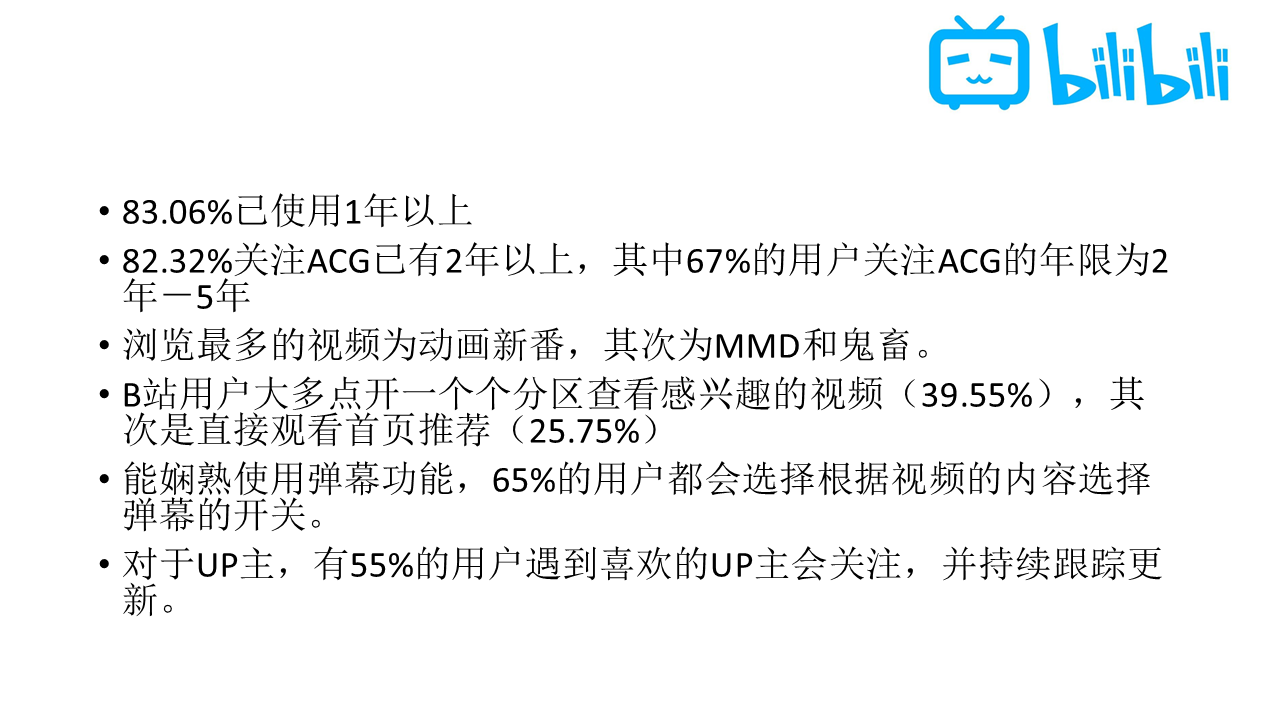 bilibili
• 83.06%已使用1年以上
• 82.32%关注ACG已有2年以上，其中67%的用户关注ACG的年限为2
年－5年
• 浏览最多的视频为动画新番，其次为MMD和鬼畜。
• B站用户大多点开一个个分区查看感兴趣的视频（39.55%），其
次是直接观看首页推荐（25.75%）
• 能娴熟使用弹幕功能，65%的用户都会选择根据视频的内容选择
弹幕的开关。
• 对于UP主，有55%的用户遇到喜欢的UP主会关注，并持续跟踪更
新。